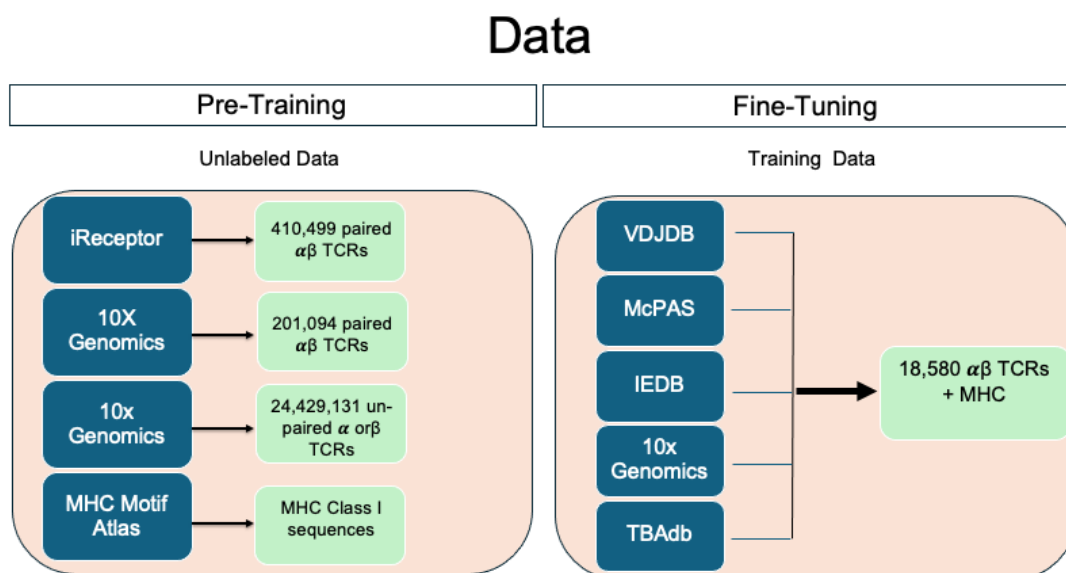 Data
Pre-Training
Fine-Tuning
Unlabeled Data
Training Data
iReceptor
410,499 paired
αβ TCRs
10X
Genomics
201,094 paired
αβ TCRs
10x
Genomics
24,429,131 un-
paired α orβ
TCRs
MHC Motif
Atlas
MHC Class I
sequences
VDJDB
McPAS
IEDB
10x
Genomics
TBAdb
18,580 αβ TCRs
+ MHC